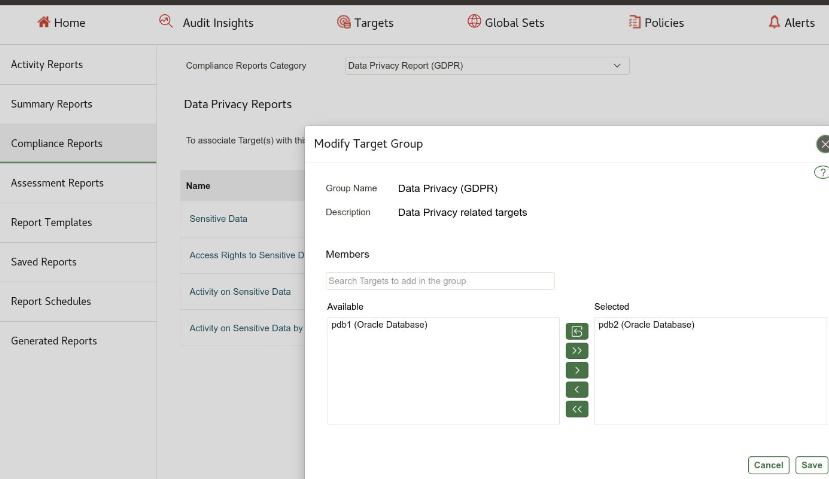 Home
Audit Insights
Targets
Global Sets
Policies
Alerts
Activity Reports
Summary Reports
Compliance Reports
Assessment Reports
Report Templates
Saved Reports
Report Schedules
Generated Reports
Compliance Reports Category
Data Privacy Report (GDPR)
Data Privacy Reports
To associate Target(s) with thi
Name
Sensitive Data
Access Rights to Sensitive D
Activity on Sensitive Data
Activity on Sensitive Data by
Modify Target Group
?
Group Name Data Privacy (GDPR)
Description Data Privacy related targets
Members
Search Targets to add in the group
Available
pdb1 (Oracle Database)
>>
>
<
<<
Selected
pdb2 (Oracle Database)
Cancel
Save